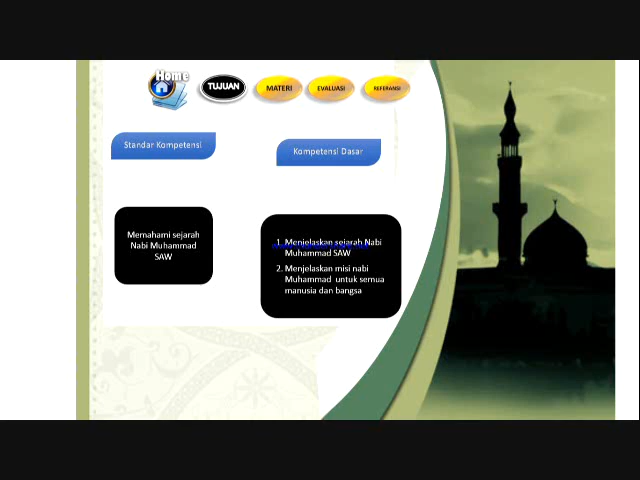 Home
TUJUAN
MATERI
EVALUASI
REFERANSI
Standar Kompetensi
Kompetensi Dasar
Memahami sejarah
Nabi Muhammad
SAW
1. Menjelaskan sejarah Nabi
Muhammad SAW
2. Menjelaskan misi nabi
Muhammad untuk semua
manusia dan bangsa